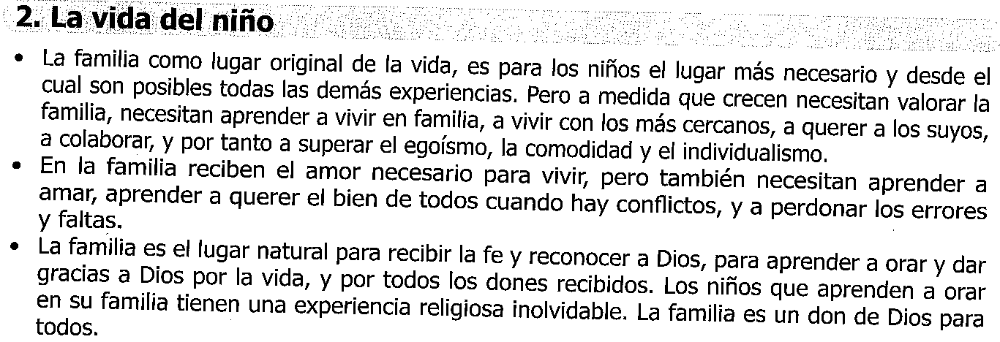 2. La vida del niño
• La familia como lugar original de la vida, es para los niños el lugar más necesario y desde el
cual son posibles todas las demás experiencias. Pero a medida que crecen necesitan valorar la
familia, necesitan aprender a vivir en familia, a vivir con los más cercanos, a querer a los suyos,
a colaborar, y por tanto a superar el egoísmo, la comodidad y el individualismo.
• En la familia reciben el amor necesario para vivir, pero también necesitan aprender a
amar, aprender a querer el bien de todos cuando hay conflictos, y a perdonar los errores
y faltas.
• La familia es el lugar natural para recibir la fe y reconocer a Dios, para aprender a orar y dar
gracias a Dios por la vida, y por todos los dones recibidos. Los niños que aprenden a orar
en su familia tienen una experiencia religiosa inolvidable. La familia es un don de Dios para
todos.